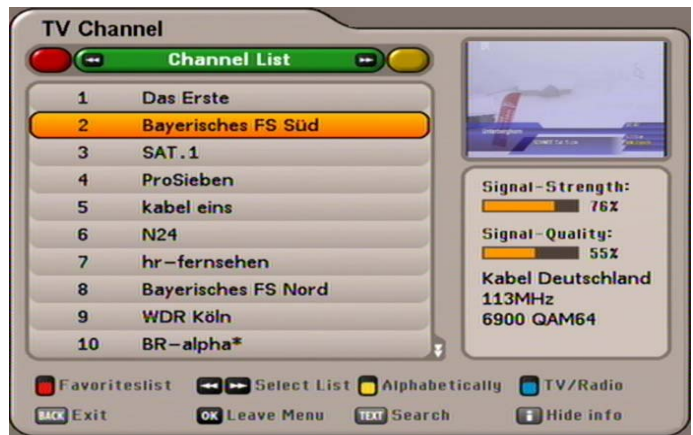 TV Channel
Channel List
1 Das Erste
2 Bayerisches FS Süd
3 SAT.1
4 ProSieben
5 kabel eins
6 N24
7 hr-fernsehen
8 Bayerisches FS Nord
9 WDR Köln
10 BR-alpha*
Unterberghorn
Signal-Strength:
76%
Signal-Quality:
55%
Kabel Deutschland
113MHz
6900 QAM64
Favoriteslist Select List Alphabetically TV/Radio
BACK Exit OK Leave Menu TEXT Search i Hide info